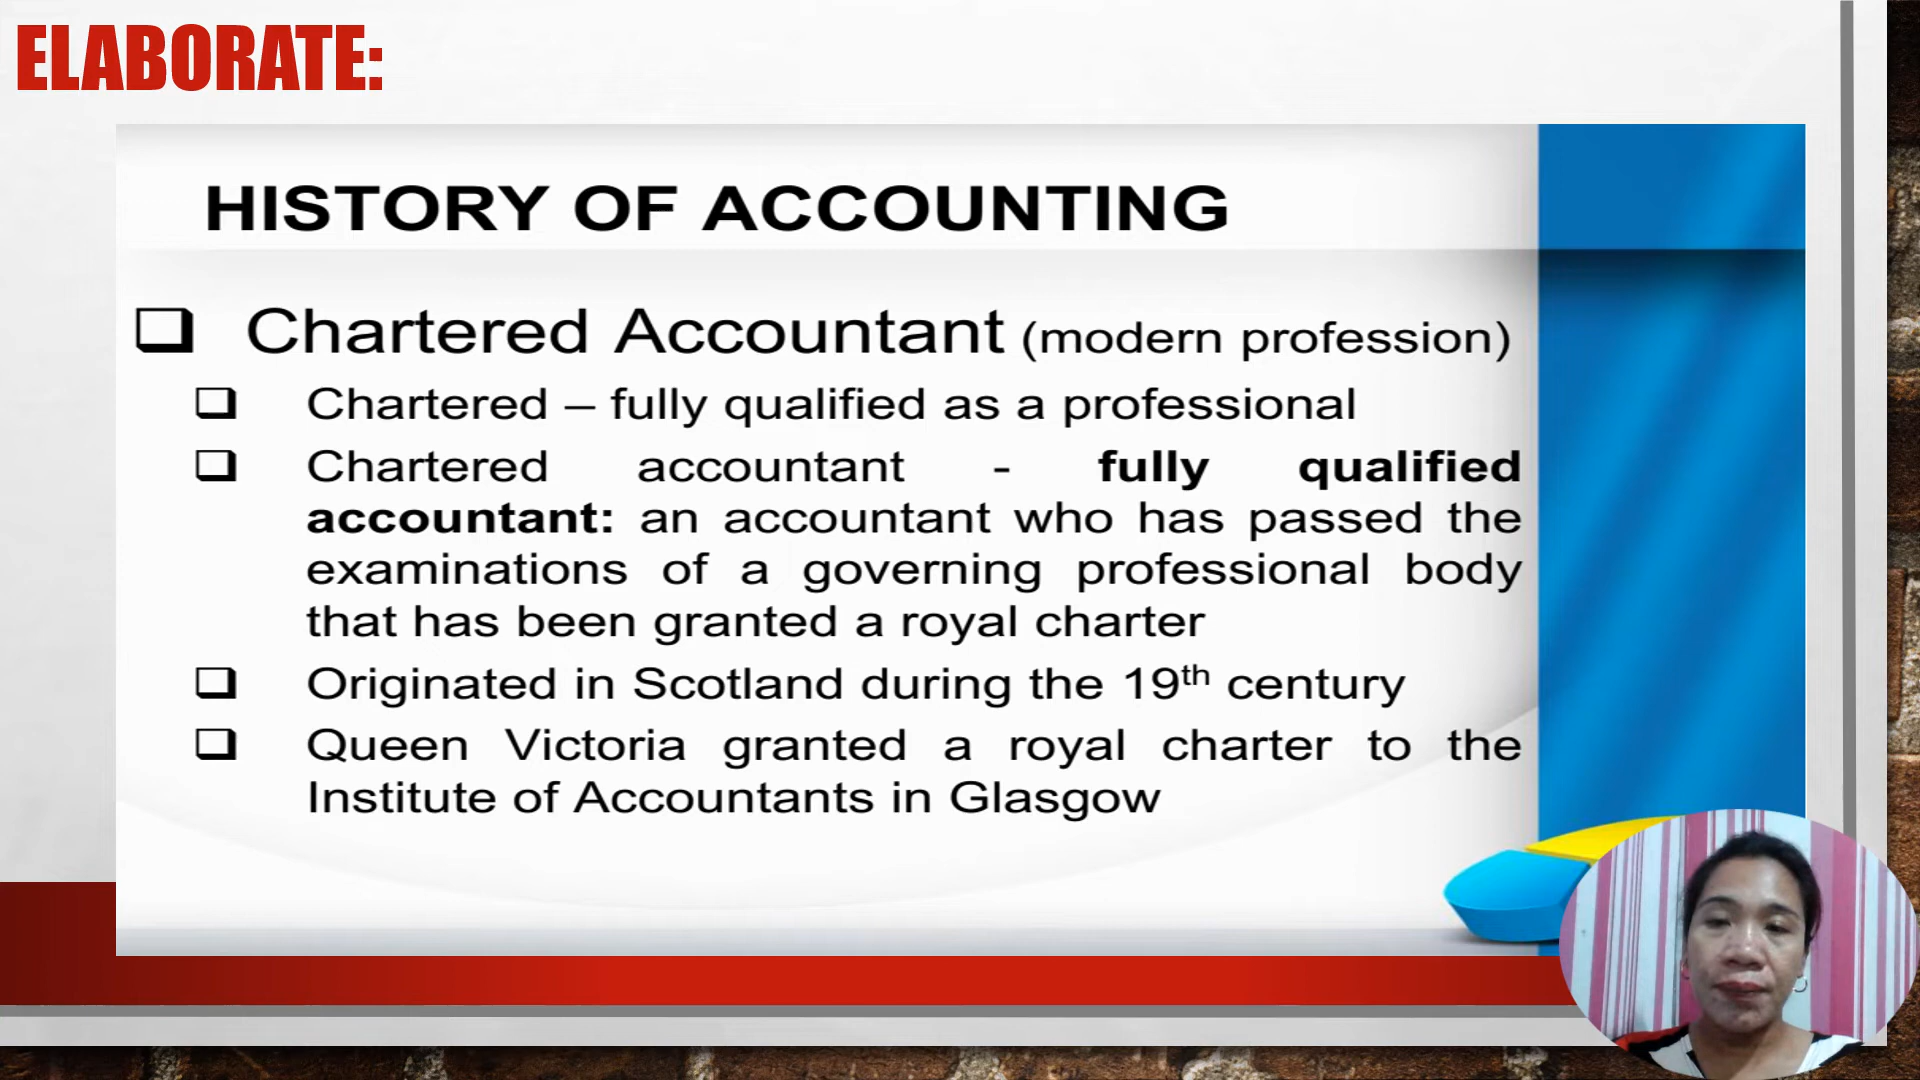 ELABORATE:
HISTORY OF ACCOUNTING
Chartered Accountant (modern profession)
Chartered – fully qualified as a professional
Chartered accountant - fully qualified
accountant: an accountant who has passed the
examinations of a governing professional body
that has been granted a royal charter
Originated in Scotland during the 19th century
Queen Victoria granted a royal charter to the
Institute of Accountants in Glasgow